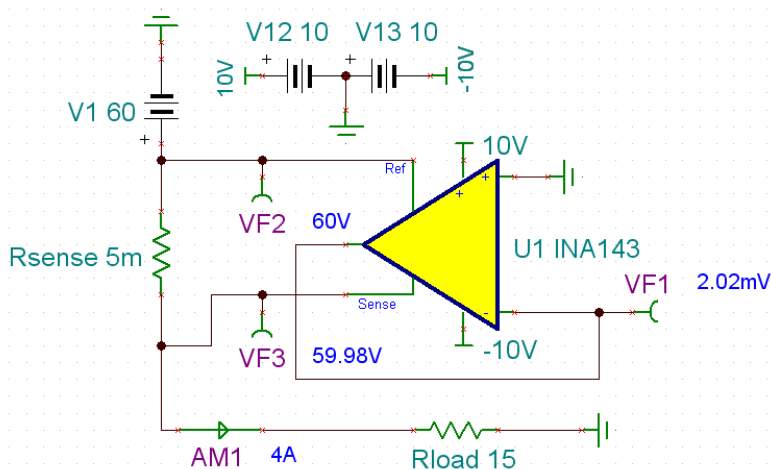 V12 10
V13 10
+
+
10V
-10V
V1 60
+
10V
Ref
+
+
VF2
60V
Rsense 5m
U1 INA143
VF1
2.02mV
Sense
-
-
VF3
59.98V
-10V
AM1
4A
Rload 15